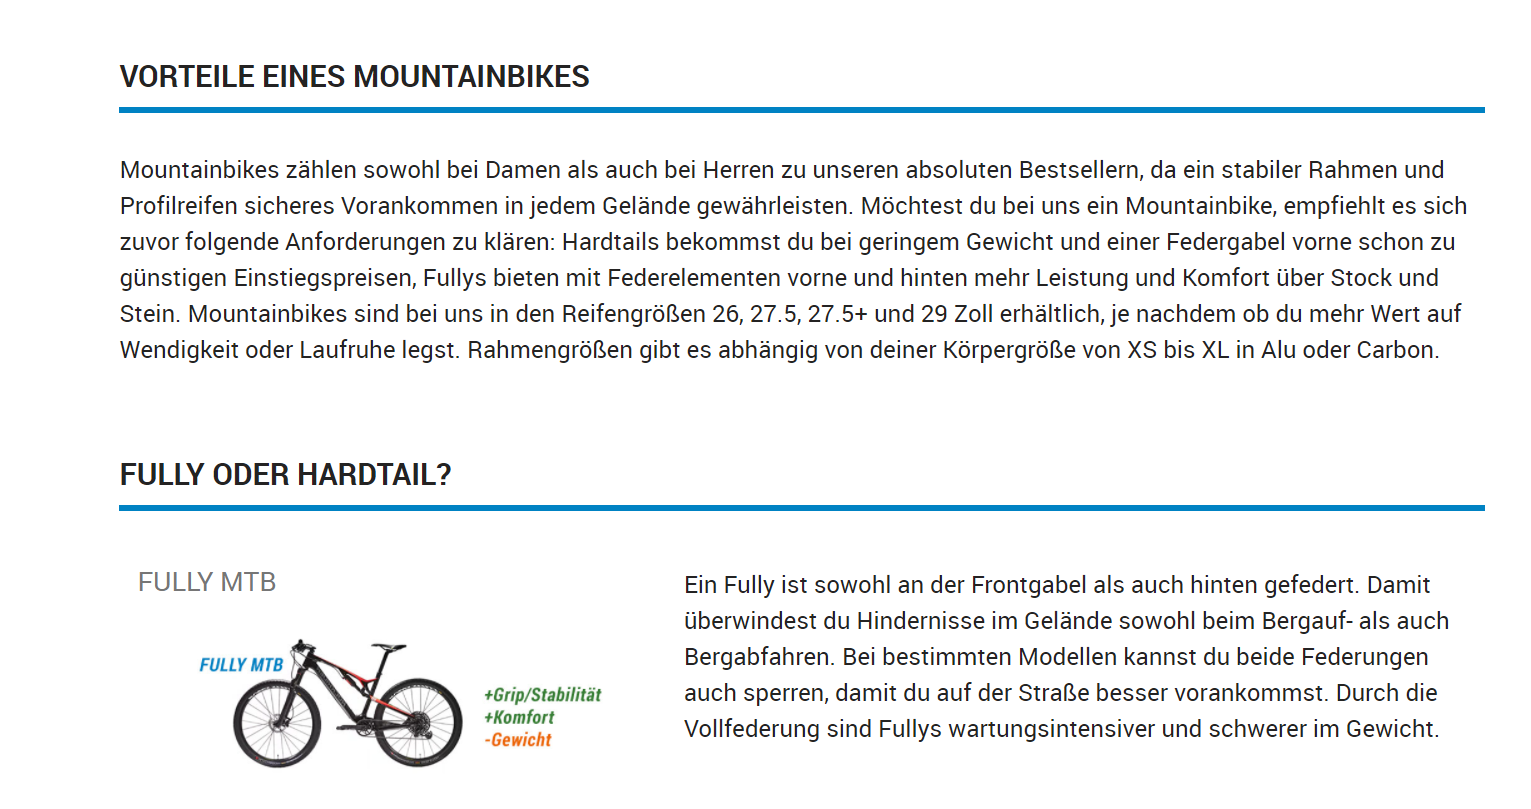 VORTEILE EINES MOUNTAINBIKES
Mountainbikes zählen sowohl bei Damen als auch bei Herren zu unseren absoluten Bestsellern, da ein stabiler Rahmen und
Profilreifen sicheres Vorankommen in jedem Gelände gewährleisten. Möchtest du bei uns ein Mountainbike, empfiehlt es sich
zuvor folgende Anforderungen zu klären: Hardtails bekommst du bei geringem Gewicht und einer Federgabel vorne schon zu
günstigen Einstiegspreisen, Fullys bieten mit Federelementen vorne und hinten mehr Leistung und Komfort über Stock und
Stein. Mountainbikes sind bei uns in den Reifengrößen 26, 27.5, 27.5+ und 29 Zoll erhältlich, je nachdem ob du mehr Wert auf
Wendigkeit oder Laufruhe legst. Rahmengrößen gibt es abhängig von deiner Körpergröße von XS bis XL in Alu oder Carbon.
FULLY ODER HARDTAIL?
FULLY MTB
FULLY MTB
+Grip/Stabilität
+Komfort
-Gewicht
Ein Fully ist sowohl an der Frontgabel als auch hinten gefedert. Damit
überwindest du Hindernisse im Gelände sowohl beim Bergauf- als auch
Bergabfahren. Bei bestimmten Modellen kannst du beide Federungen
auch sperren, damit du auf der Straße besser vorankommst. Durch die
Vollfederung sind Fullys wartungsintensiver und schwerer im Gewicht.